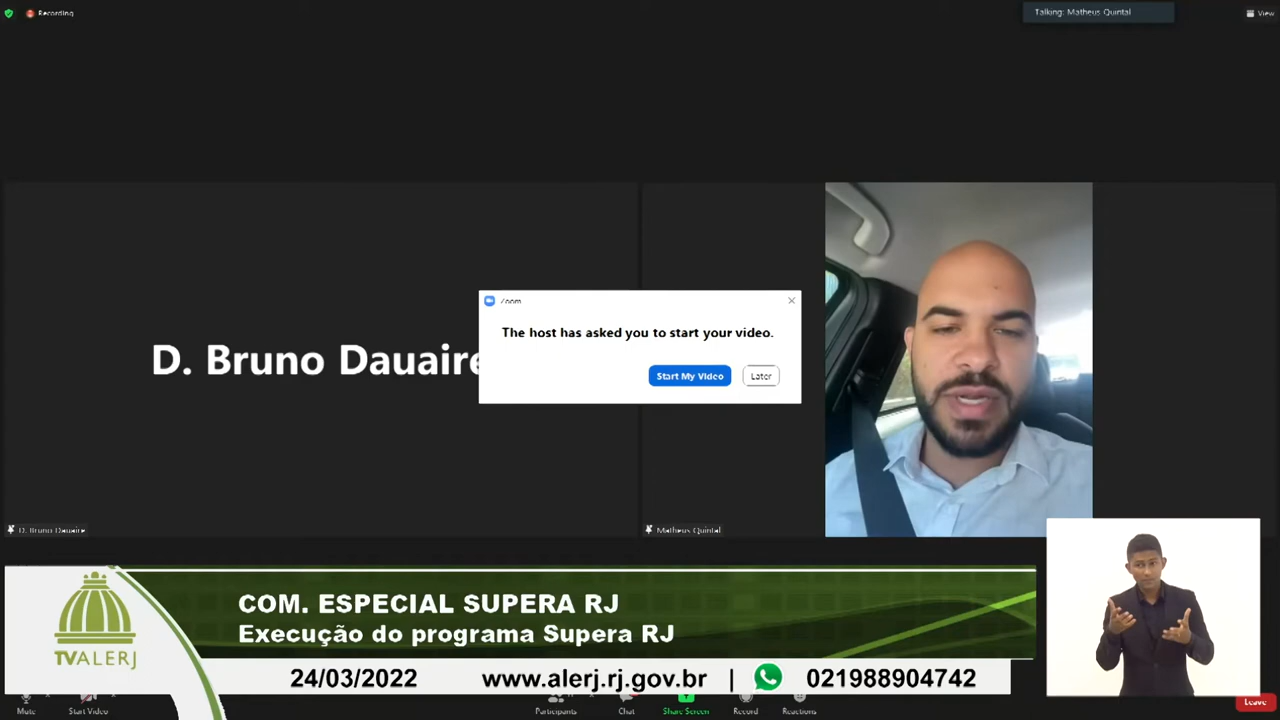 Recording
Talking: Matheus Quintal
View
D. Bruno Dauaire
Zoom
The host has asked you to start your video.
Start My Video
Later
D. Bruno Dauaire
Matheus Quintal
COM. ESPECIAL SUPERA RJ
Execução do programa Supera RJ
TVALERJ
24/03/2022
www.alerj.rj.gov.br | 021988904742
Mute
Start Video
Participants
Chat
Share Screen
Record
Reactions
Leave